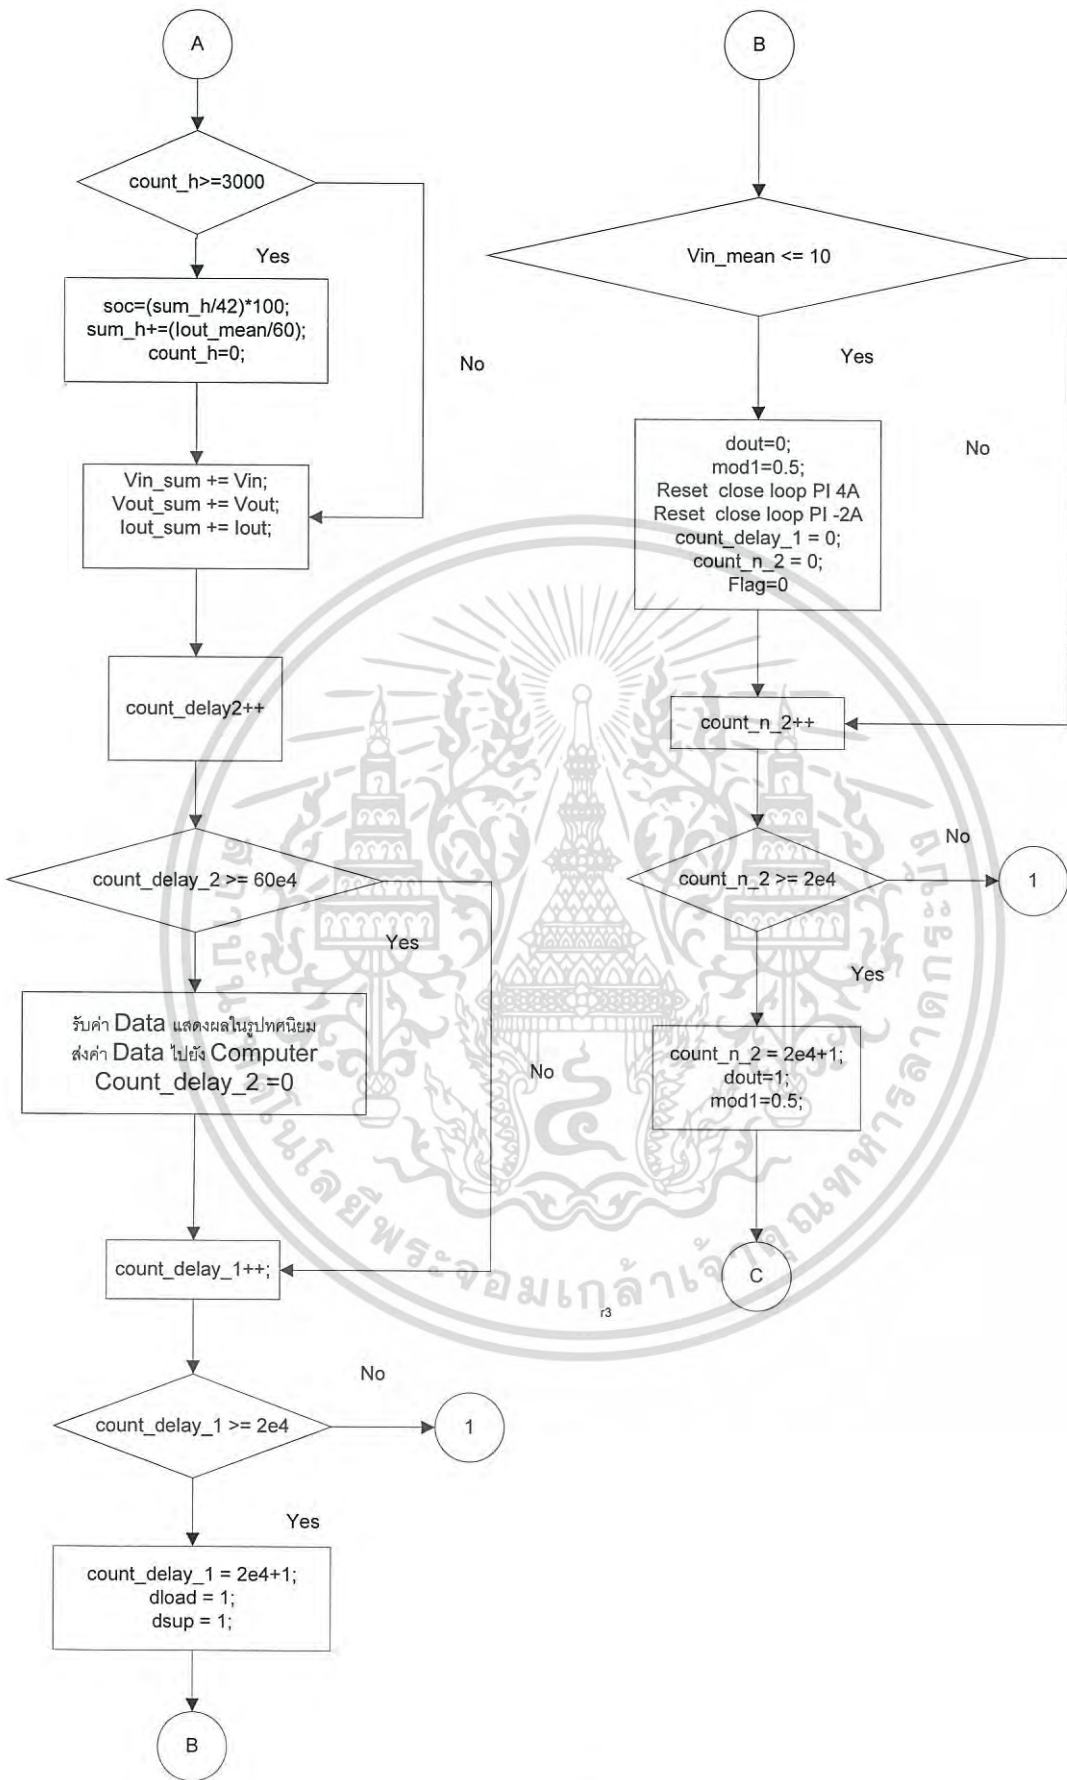 A
count_h>=3000
Yes
soc=(sum_h/42)*100;
sum_h+=(Iout_mean/60);
count_h=0;
No
Vin_sum += Vin;
Vout_sum += Vout;
Iout_sum += Iout;
count_delay2++
count_delay_2 >= 60e4
Yes
รับค่า Data แสดงผลในรูปทศนิยม
ส่งค่า Data ไปยัง Computer
Count_delay_2 =0
No
count_delay_1++;
No
count_delay_1 >= 2e4
1
Yes
count_delay_1 = 2e4+1;
dload = 1;
dsup = 1;
B
B
Vin_mean <= 10
Yes
No
dout=0;
mod1=0.5;
Reset close loop PI 4A
Reset close loop PI -2A
count_delay_1 = 0;
count_n_2 = 0;
Flag=0
count_n_2++
No
count_n_2 >= 2e4
1
Yes
count_n_2 = 2e4+1;
dout=1;
mod1=0.5;
C
r3